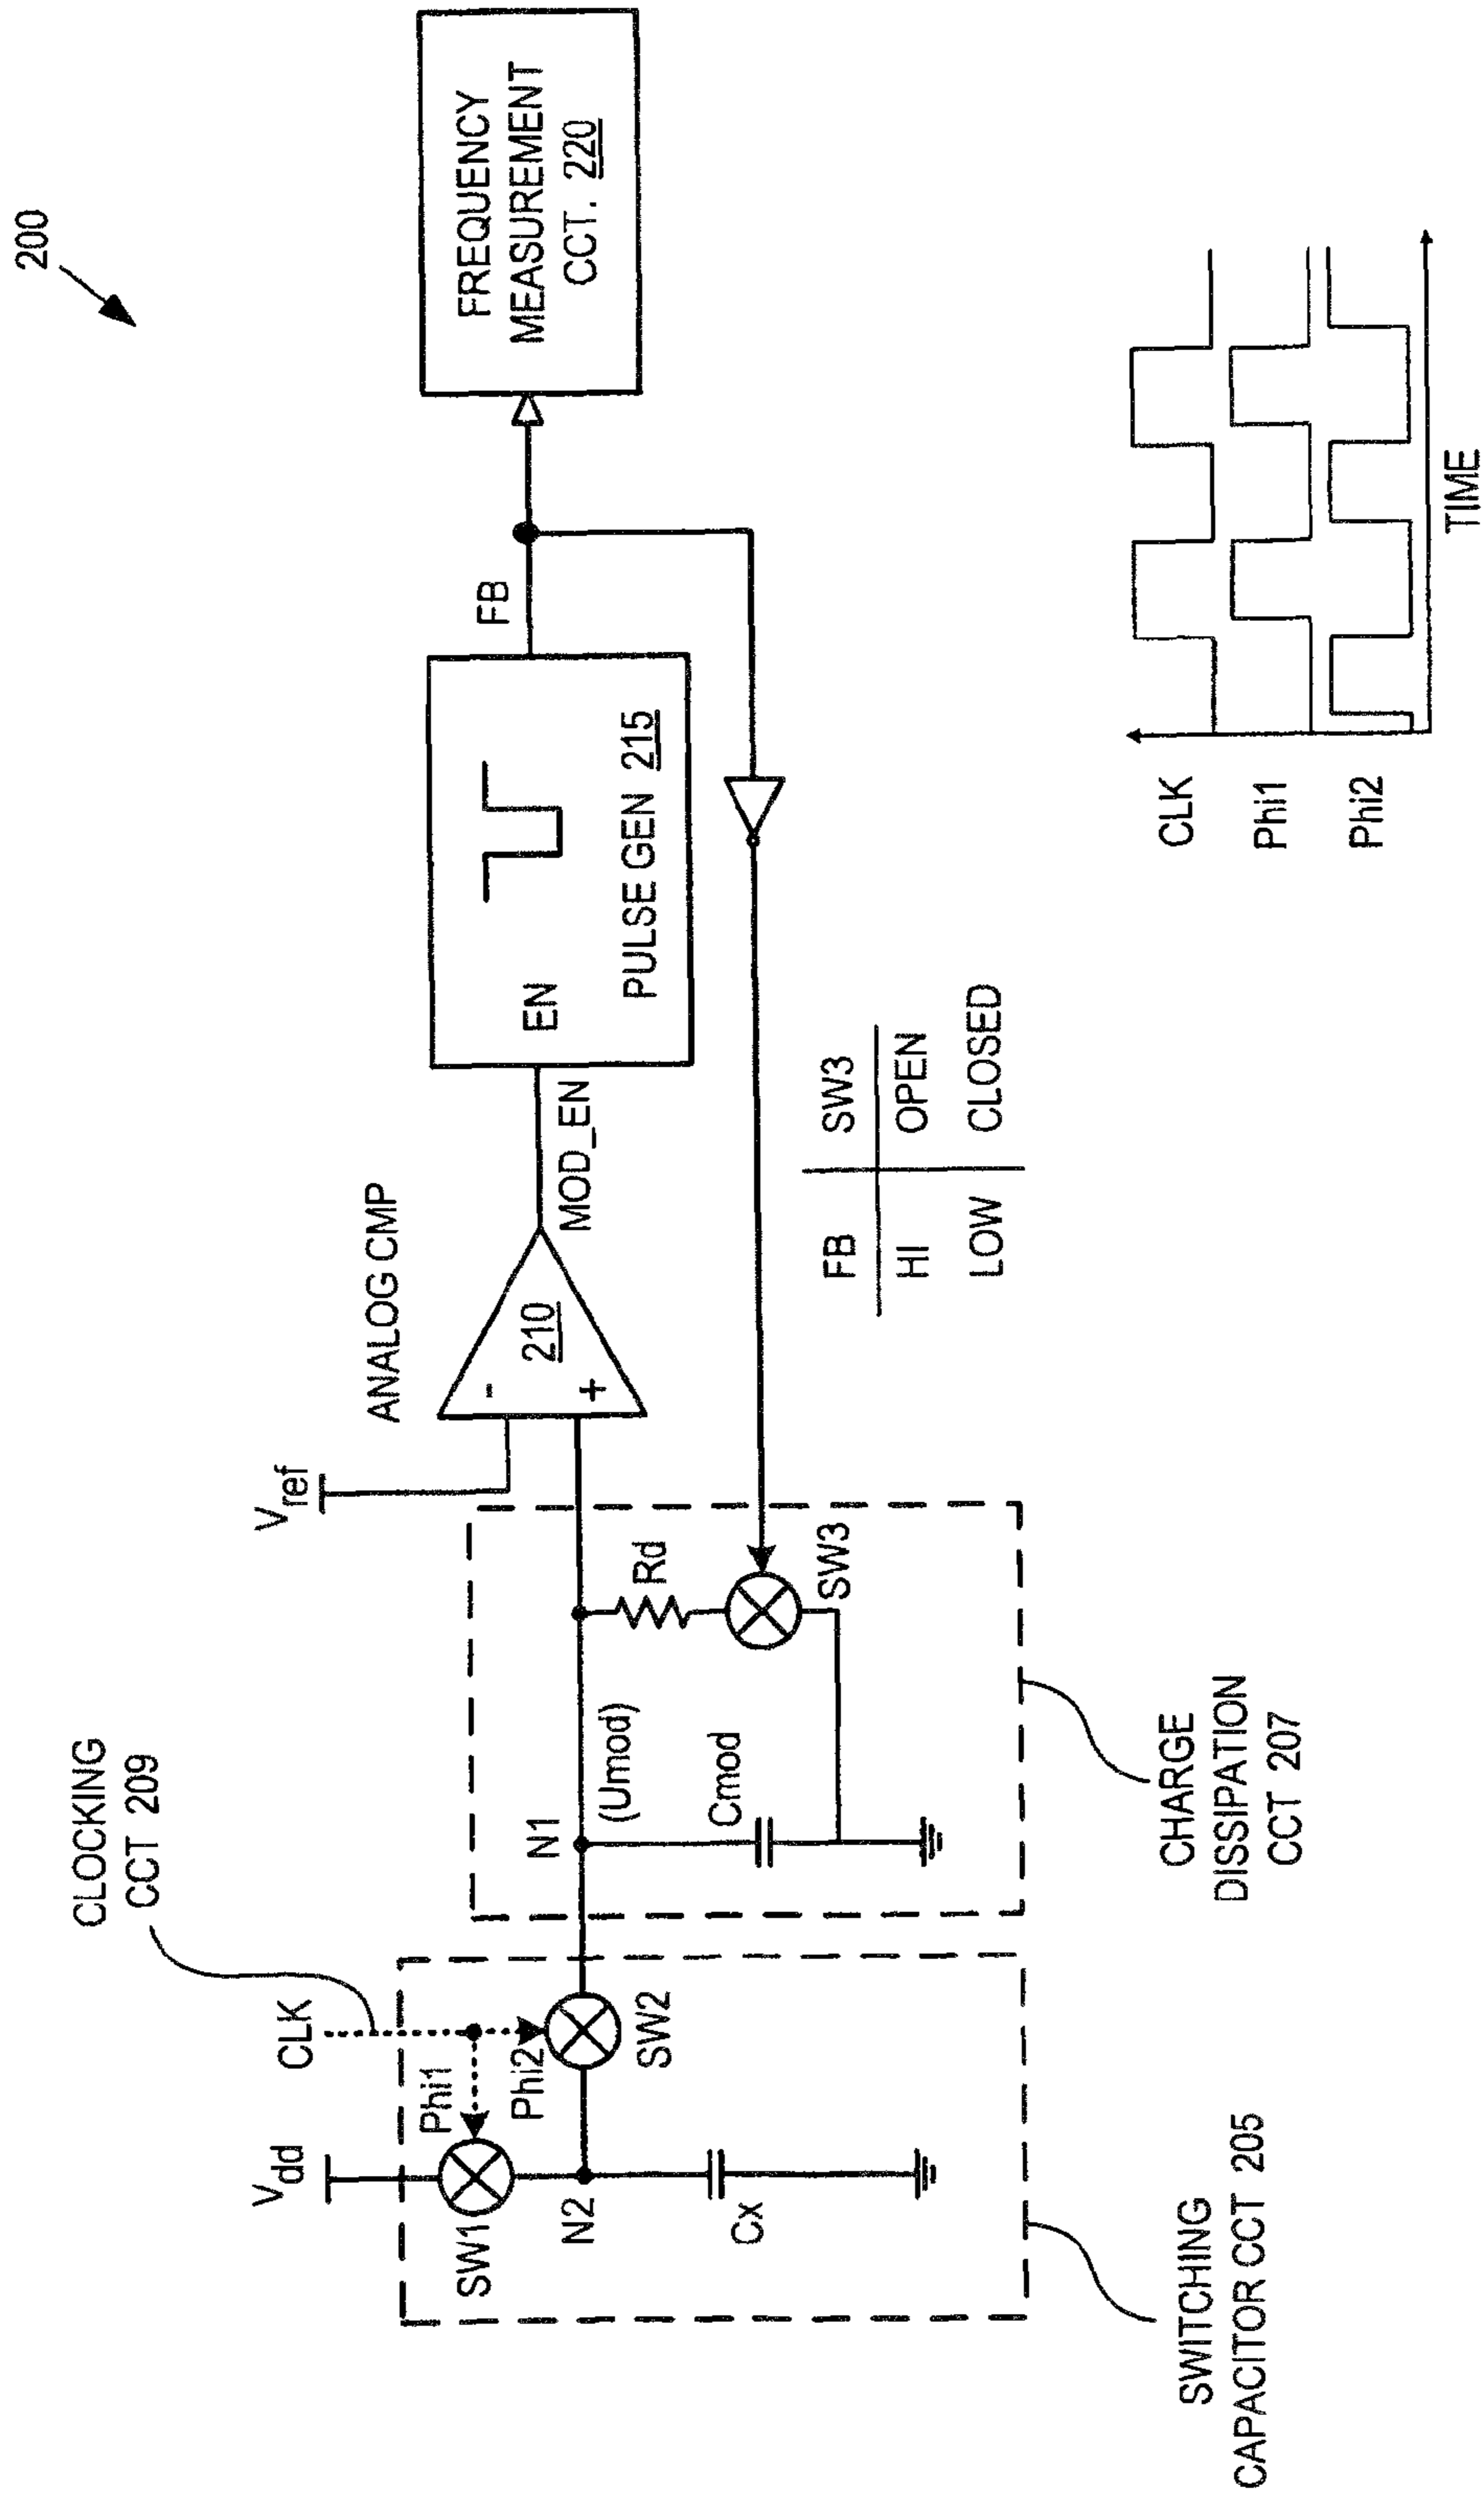 200
CLOCKING
CCT 209
CLK
Vdd
Phi1
Phi2
SW1
SW2
N2
Cx
SWITCHING
CAPACITOR CCT 205
N1
(Umod)
Cmod
Rd
SW3
CHARGE
DISSIPATION
CCT 207
Vref
ANALOG CMP
-
+
210
MOD_EN
EN
PULSE GEN 215
FB
FREQUENCY
MEASUREMENT
CCT. 220
FB SW3
HI OPEN
LOW CLOSED
CLK
Phi1
Phi2
TIME